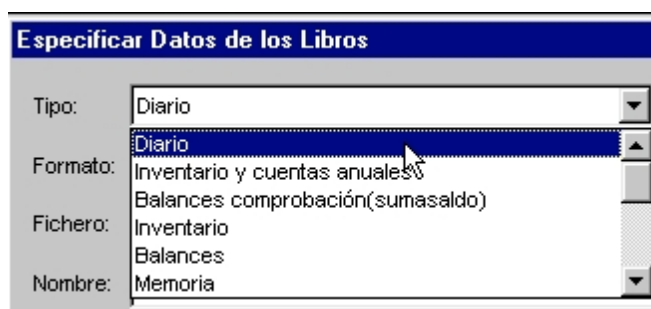 Especificar Datos de los Libros
Tipo: Diario
Diario
Formato:
Inventario y cuentas anuales
Balances comprobación(sumasaldo)
Fichero:
Inventario
Balances
Nombre:
Memoria